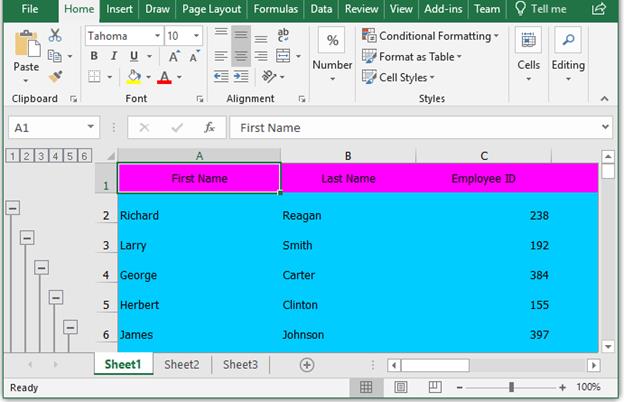 File Home Insert Draw Page Layout Formulas Data Review View Add-ins Team Tell me
Tahoma 10 A A ab c
Paste B I U A % Number Conditional Formatting Format as Table Cell Styles Cells Editing
Clipboard Font Alignment Styles
A1 fx First Name
1 2 3 4 5 6 A B C
1 First Name Last Name Employee ID
2 Richard Reagan 238
3 Larry Smith 192
4 George Carter 384
5 Herbert Clinton 155
6 James Johnson 397
Sheet1 Sheet2 Sheet3
Ready 100%